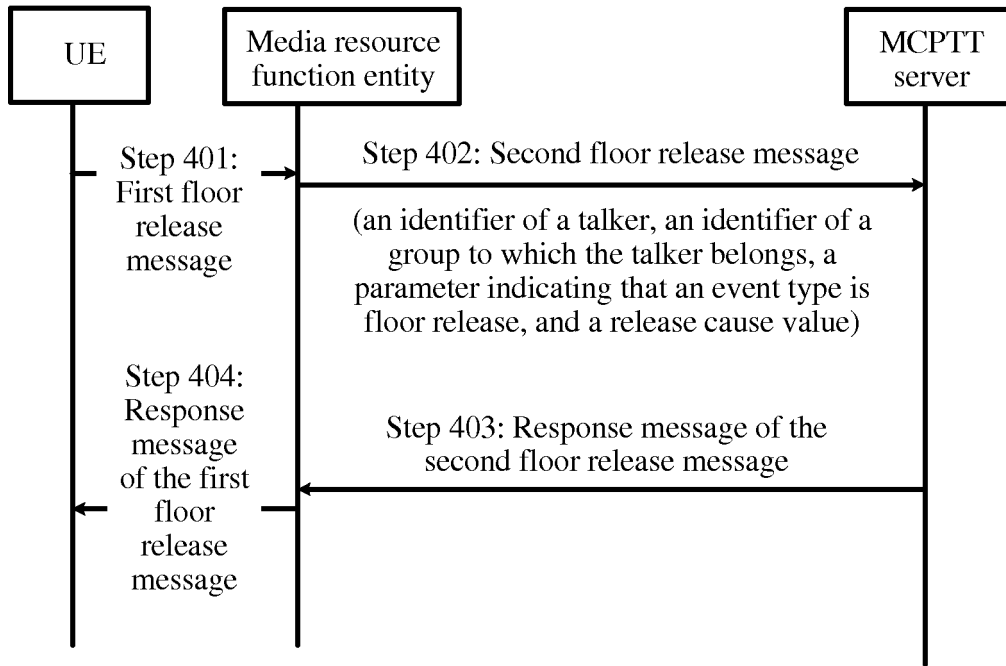 UE
Media resource
function entity
MCPTT
server
Step 401:
First floor
release
message
Step 402: Second floor release message
(an identifier of a talker, an identifier of a
group to which the talker belongs, a
parameter indicating that an event type is
floor release, and a release cause value)
Step 403: Response message of the
second floor release message
Step 404:
Response
message
of the first
floor
release
message